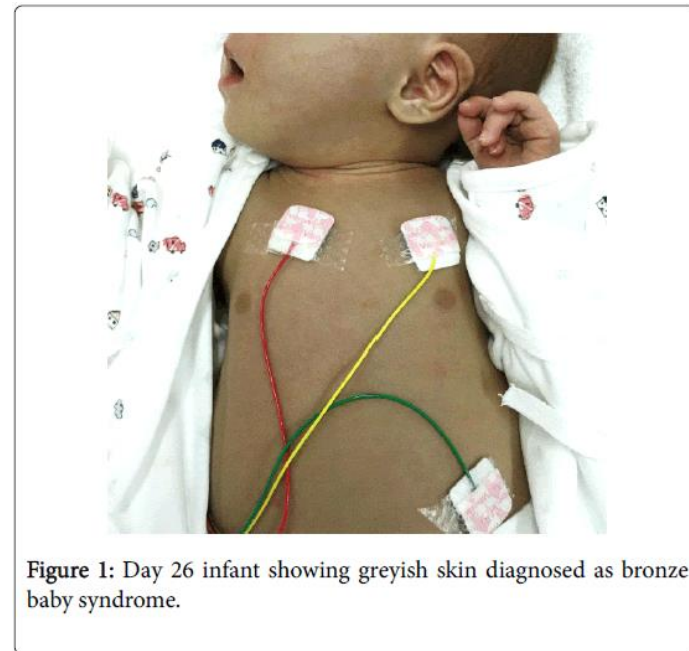 Figure 1: Day 26 infant showing greyish skin diagnosed as bronze
baby syndrome.